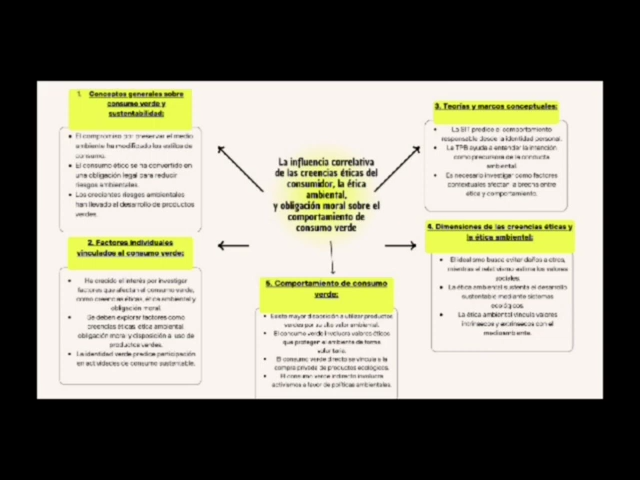 1. Conceptos generales sobre
consumo verde y
sustentabilidad:
El compromiso por preservar el medio
ambiente ha modificado los estilos de
consumo.
El consumo ético se ha convertido en
una obligación legal para reducir
riesgos ambientales.
Los crecientes riesgos ambientales
han llevado al desarrollo de productos
verdes.
2. Factores individuales
vinculados al consumo verde:
Ha crecido el interés por investigar
factores que afectan el consumo verde,
como creencias éticas, ética ambiental y
obligación moral.
Se deben explorar factores como
creencias éticas, ética ambiental,
obligación moral y disposición a uso de
productos verdes.
La identidad verde predice participación
en actividades de consumo sustentable.
La influencia correlativa
de las creencias éticas del
consumidor, la ética
ambiental,
y obligación moral sobre el
comportamiento de
consumo verde
3. Teorías y marcos conceptuales:
La SIT predice el comportamiento
responsable desde la identidad personal.
La TPB ayuda a entender la intención
como precursora de la conducta
ambiental.
Es necesario investigar como factores
contextuales afectan la brecha entre
ética y comportamiento.
4. Dimensiones de las creencias éticas y
la ética ambiental:
El idealismo busca evitar daños a otros,
mientras el relativismo valora los valores
sociales.
La ética ambiental sustenta el desarrollo
sustentable mediante sistemas
ecológicos.
La ética ambiental vincula valores
intrínsecos y extrínsecos con el
medioambiente.
5. Comportamiento de consumo
verde:
Existe mayor disposición a utilizar productos
verdes por su alto valor ambiental.
El consumo verde involucra valores éticos
que protegen el ambiente de forma
voluntaria.
El consumo verde directo se vincula a la
compra privada de productos ecológicos.
El consumo verde indirecto involucra
activismo a favor de políticas ambientales.